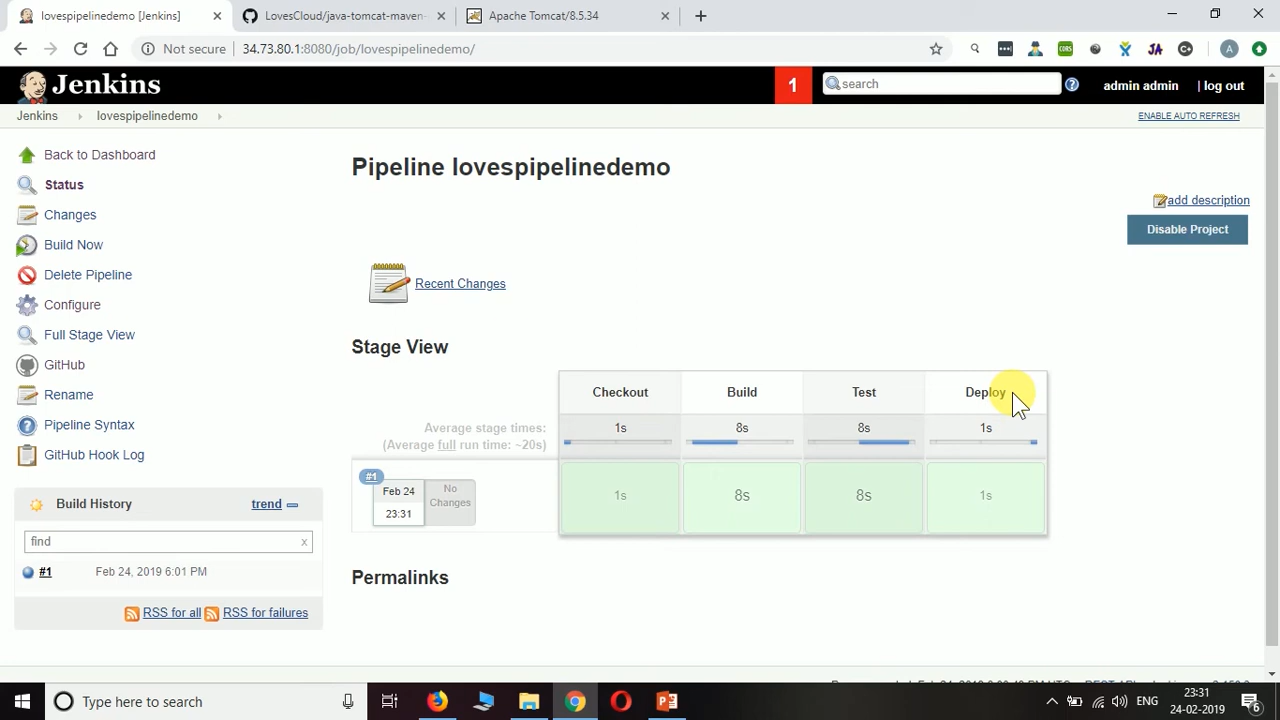 lovespipelinedemo [Jenkins]
LovesCloud/java-tomcat-maven-
Apache Tomcat/8.5.34
Not secure
34.73.80.1:8080/job/lovespipelinedemo/
A
Jenkins
1
search
admin admin
| log out
Jenkins
lovespipelinedemo
ENABLE AUTO REFRESH
Back to Dashboard
Status
Changes
Build Now
Delete Pipeline
Configure
Full Stage View
GitHub
Rename
Pipeline Syntax
GitHub Hook Log
Build History
trend
find
x
#1
Feb 24, 2019 6:01 PM
RSS for all
RSS for failures
Pipeline lovespipelinedemo
add description
Disable Project
Recent Changes
Stage View
Checkout
Build
Test
Deploy
Average stage times:
(Average full run time: ~20s)
1s
8s
8s
1s
#1
Feb 24
23:31
No
Changes
1s
8s
8s
1s
Permalinks
Type here to search
ENG
23:31
24-02-2019
6